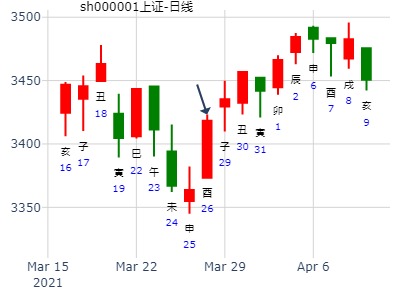 sh000001上证-日线
3500
3450
3400
3350
亥
16
子
17
丑
18
寅
19
巳
22
午
23
未
24
申
25
酉
26
子
29
丑
30
寅
31
卯
1
辰
2
申
6
酉
7
戌
8
亥
9
Mar 15
2021
Mar 22
Mar 29
Apr 6